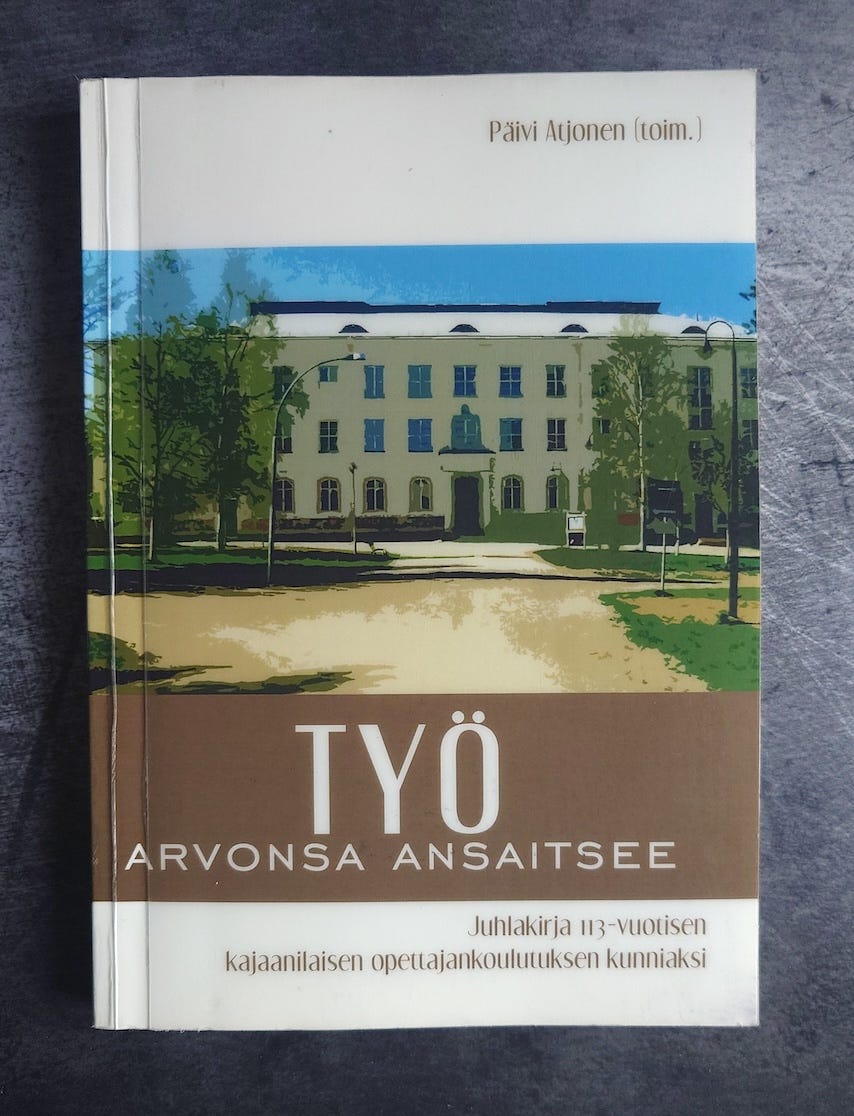 Päivi Atjonen (toim.)
TYÖ
ARVONSA ANSAITSEE
Juhlakirja 113-vuotisen
kajaanilaisen opettajankoulutuksen kunniaksi